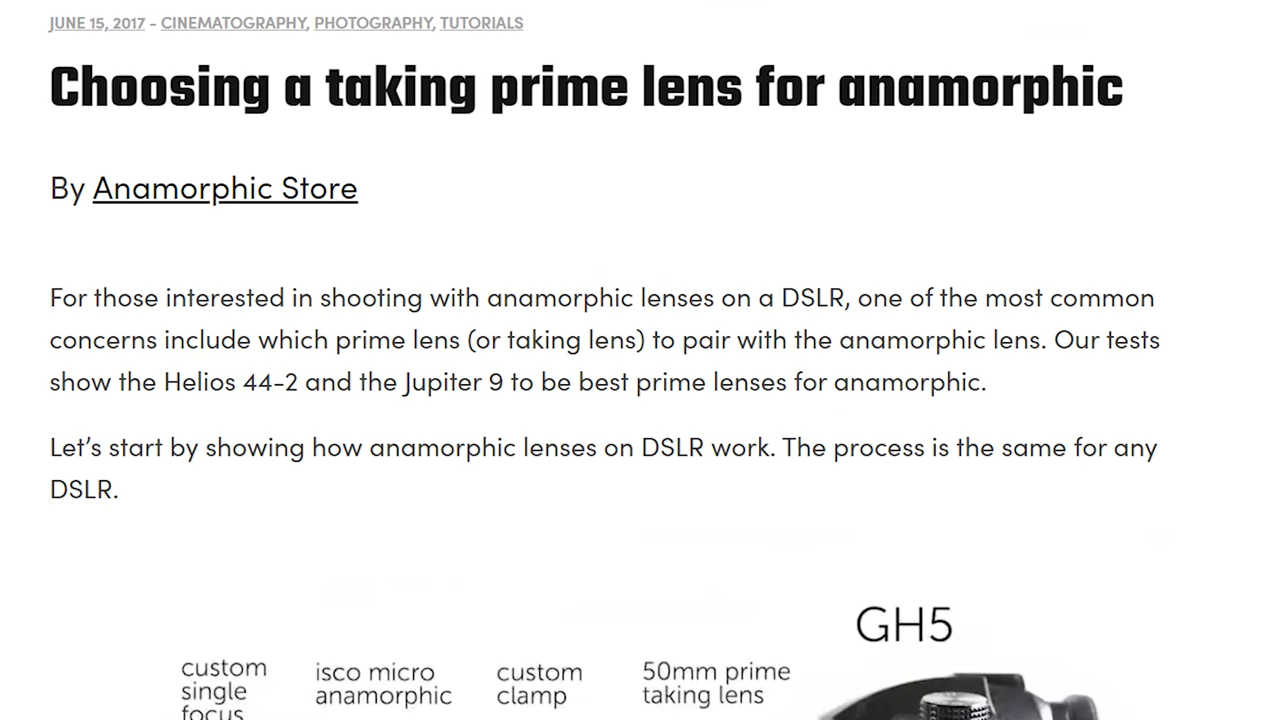 JUNE 15, 2017 - CINEMATOGRAPHY, PHOTOGRAPHY, TUTORIALS
Choosing a taking prime lens for anamorphic
By Anamorphic Store
For those interested in shooting with anamorphic lenses on a DSLR, one of the most common
concerns include which prime lens (or taking lens) to pair with the anamorphic lens. Our tests
show the Helios 44-2 and the Jupiter 9 to be best prime lenses for anamorphic.
Let's start by showing how anamorphic lenses on DSLR work. The process is the same for any
DSLR.
GH5
custom
single
focus
isco micro
anamorphic
custom
clamp
50mm prime
taking lens